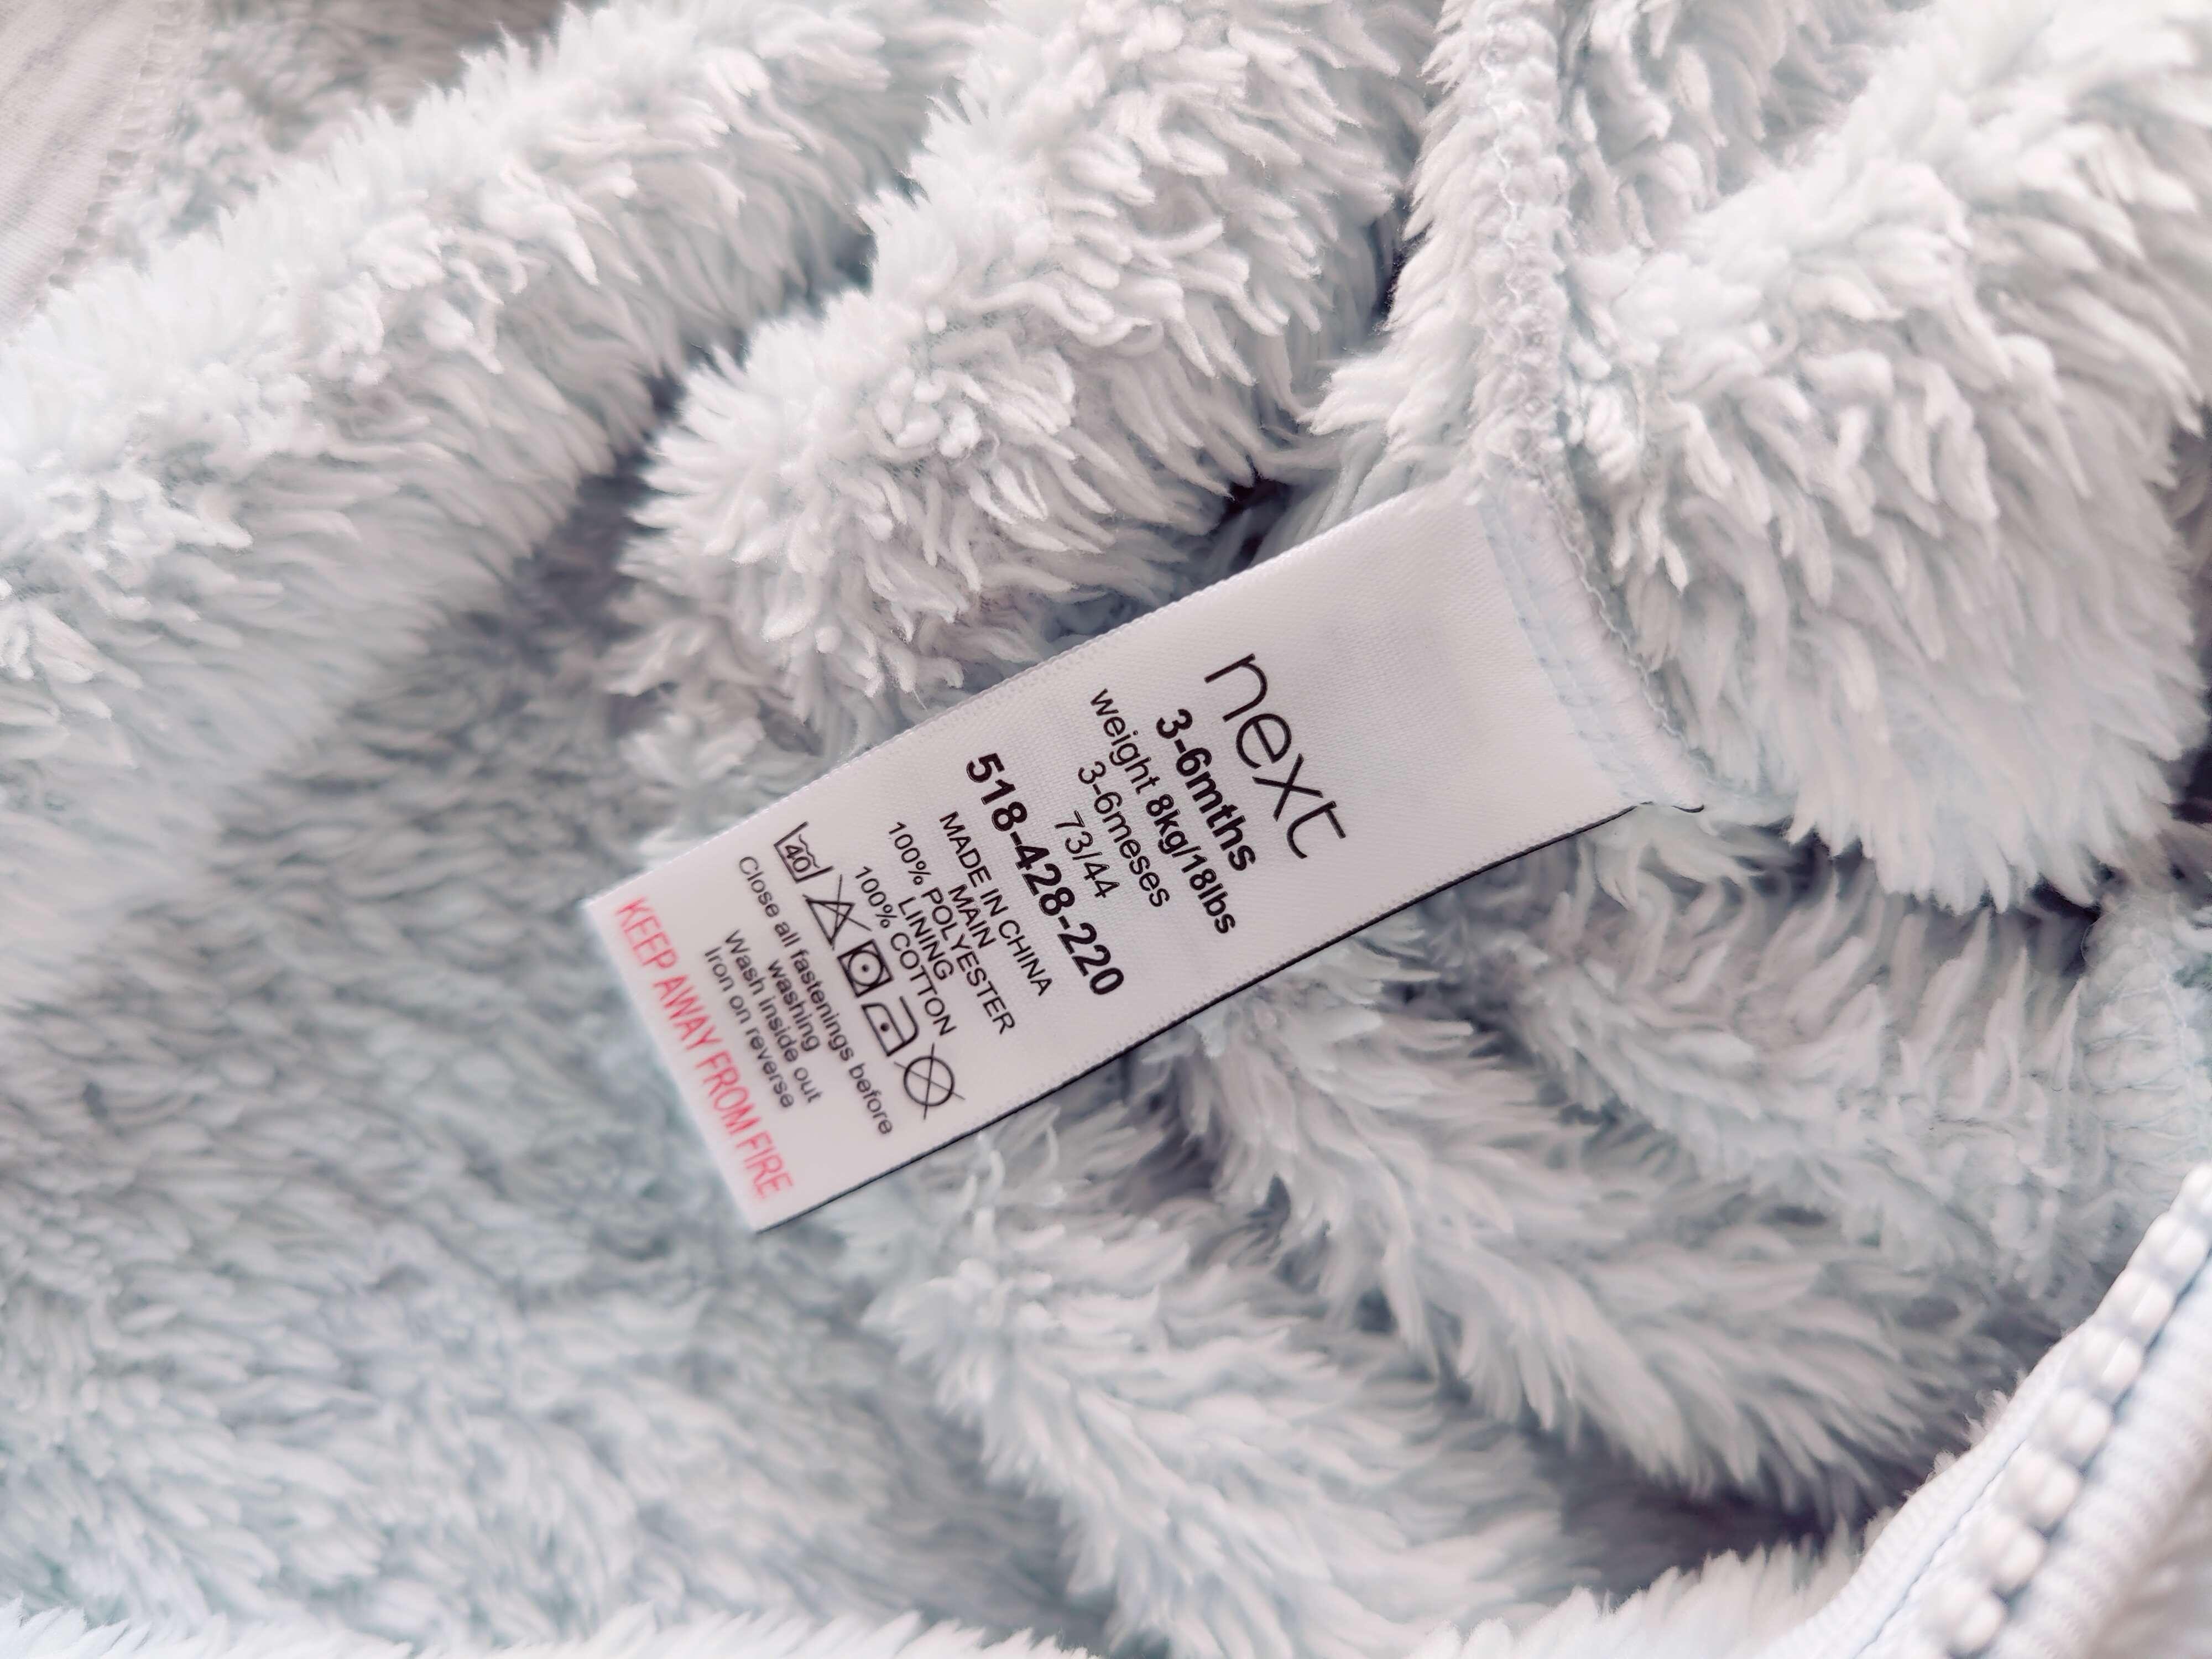 next
3-6mths
weight 8kg/18lbs
3-6meses
73/44
518-428-220
MADE IN CHINA
MAIN
100% POLYESTER
LINING
100% COTTON
40
Close all fastenings before
washing
Wash inside out
Iron on reverse
KEEP AWAY FROM FIRE